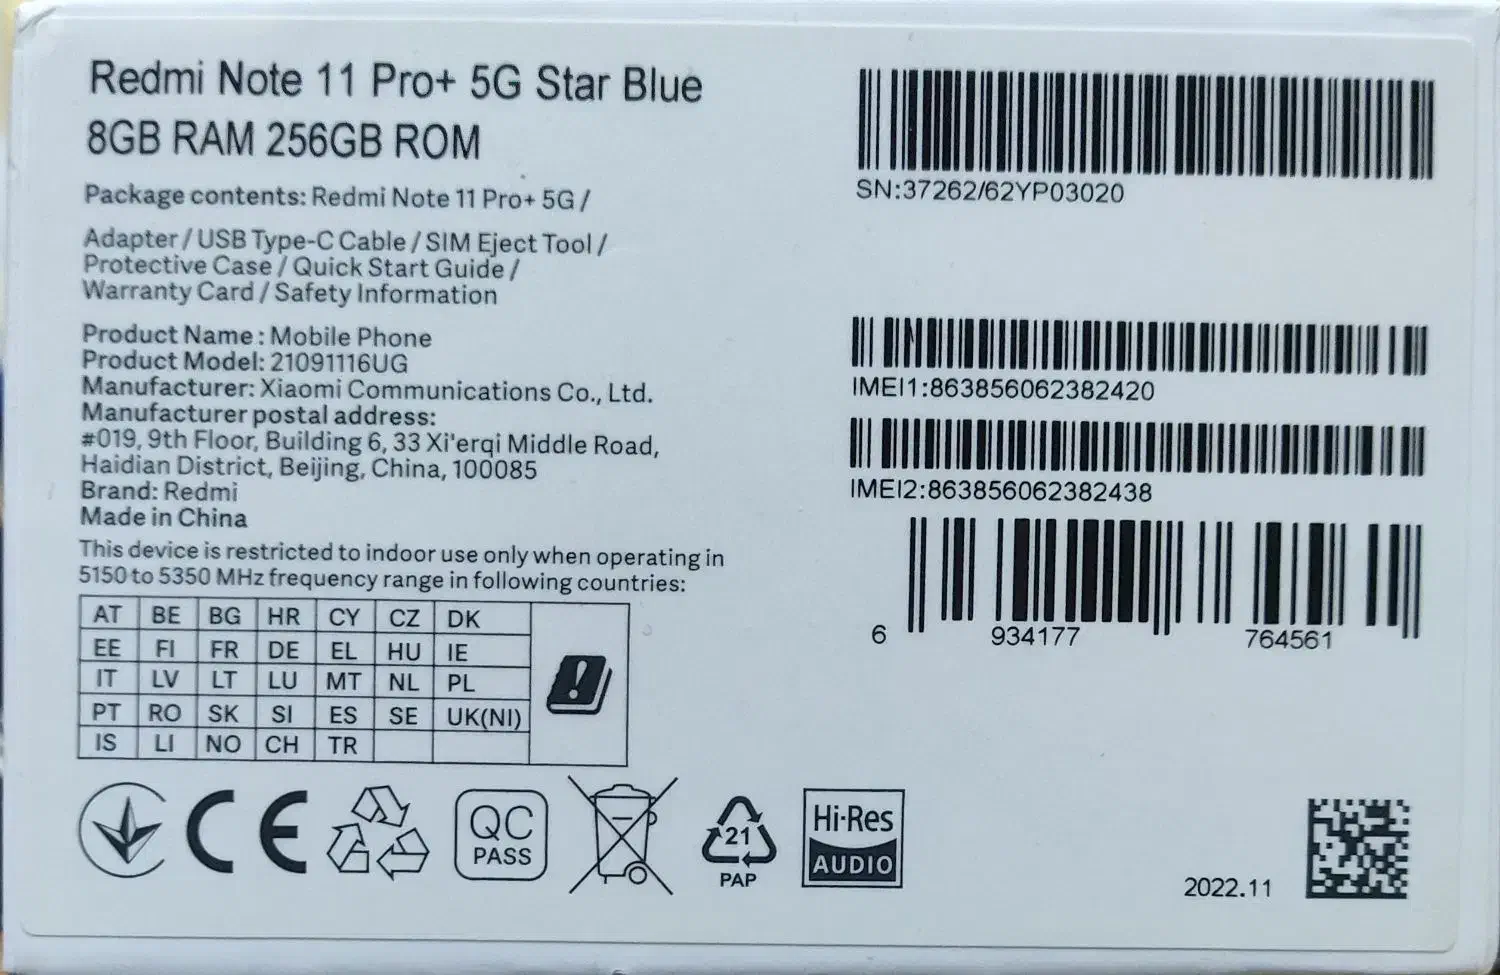 Redmi Note 11 Pro+ 5G Star Blue
8GB RAM 256GB ROM
Package contents: Redmi Note 11 Pro+ 5G /
Adapter / USB Type-C Cable / SIM Eject Tool /
Protective Case / Quick Start Guide /
Warranty Card / Safety Information
Product Name : Mobile Phone
Product Model: 21091116UG
Manufacturer: Xiaomi Communications Co., Ltd.
Manufacturer postal address:
#019, 9th Floor, Building 6, 33 Xi'erqi Middle Road,
Haidian District, Beijing, China, 100085
Brand: Redmi
Made in China
This device is restricted to indoor use only when operating in
5150 to 5350 MHz frequency range in following countries:
AT BE BG HR CY CZ DK
EE FI FR DE EL HU IE
IT LV LT LU MT NL PL
PT RO SK SI ES SE UK(NI)
IS LI NO CH TR
CE
QC
PASS
21
PAP
Hi-Res
AUDIO
SN:37262/62YP03020
IMEI1:863856062382420
IMEI2:863856062382438
6 934177 764561
2022.11